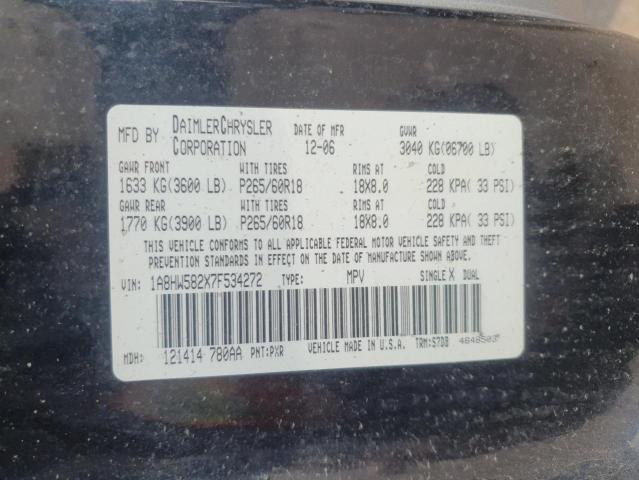 MFD BY DAIMLERCHRYSLER CORPORATION DATE OF MFR 12-06 GVWR 3040 KG(06700 LB)
GAWR FRONT WITH TIRES RIMS AT COLD
1633 KG(3600 LB) P265/60R18 18X8.0 228 KPA( 33 PSI)
GAWR REAR WITH TIRES RIMS AT COLD
1770 KG(3900 LB) P265/60R18 18X8.0 228 KPA( 33 PSI)
THIS VEHICLE CONFORMS TO ALL APPLICABLE FEDERAL MOTOR VEHICLE SAFETY AND THEFT
PREVENTION STANDARDS IN EFFECT ON THE DATE OF MANUFACTURE SHOWN ABOVE.
VIN: 1A8HW582X7F534272 TYPE: MPV SINGLE X DUAL
MDH: 121414 780AA PNT:PXR VEHICLE MADE IN U.S.A. TRM:S7DB 4648503